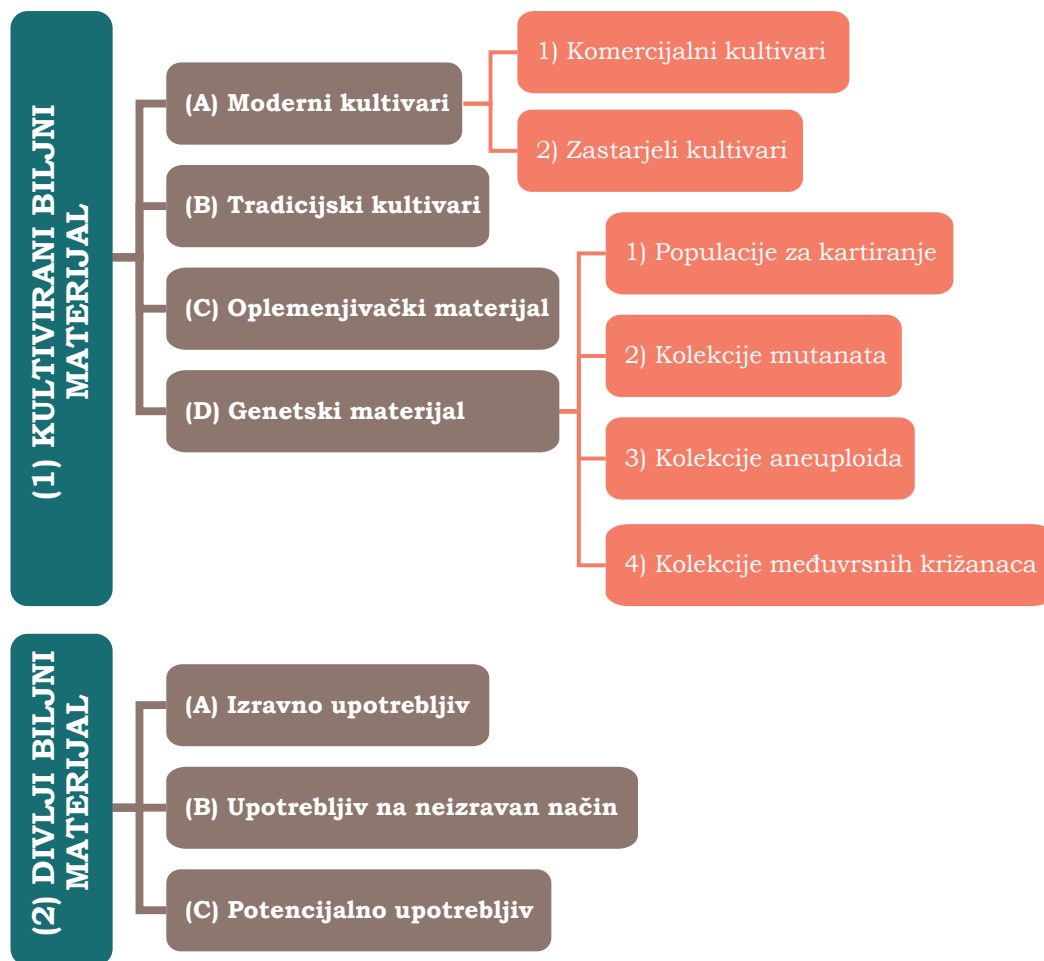 (1) KULTIVIRANI BILJNI
MATERIJAL
(A) Moderni kultivari
1) Komercijalni kultivari
2) Zastarjeli kultivari
(B) Tradicijski kultivari
(C) Oplemenjivački materijal
(D) Genetski materijal
1) Populacije za kartiranje
2) Kolekcije mutanata
3) Kolekcije aneuploida
4) Kolekcije međuvrsnih križanaca
(2) DIVLJI BILJNI
MATERIJAL
(A) Izravno upotrebljiv
(B) Upotrebljiv na neizravan način
(C) Potencijalno upotrebljiv